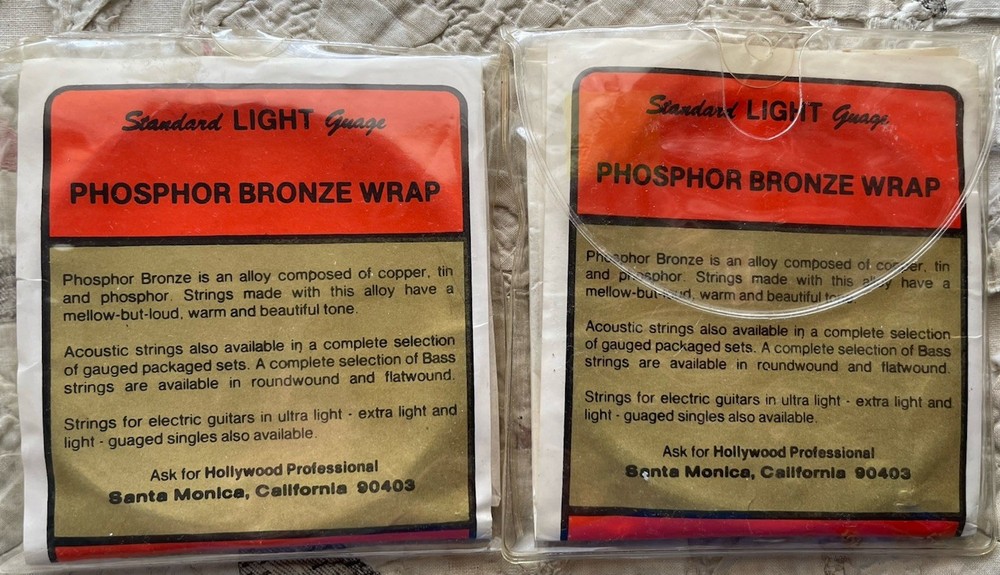 Standard LIGHT Guage
PHOSPHOR BRONZE WRAP
Phosphor Bronze is an alloy composed of copper, tin
and phosphor. Strings made with this alloy have a
mellow-but-loud, warm and beautiful tone.
Acoustic strings also available in a complete selection
of gauged packaged sets. A complete selection of Bass
strings are available in roundwound and flatwound.
Strings for electric guitars in ultra light - extra light and
light - guaged singles also available.
Ask for Hollywood Professional
Santa Monica, California 90403
Standard LIGHT Guage
PHOSPHOR BRONZE WRAP
Phosphor Bronze is an alloy composed of copper, tin
and phosphor. Strings made with this alloy have a
mellow-but-loud, warm and beautiful tone.
Acoustic strings also available in a complete selection
of gauged packaged sets. A complete selection of Bass
strings are available in roundwound and flatwound.
Strings for electric guitars in ultra light - extra light and
light - guaged singles also available.
Ask for Hollywood Professional
Santa Monica, California 90403